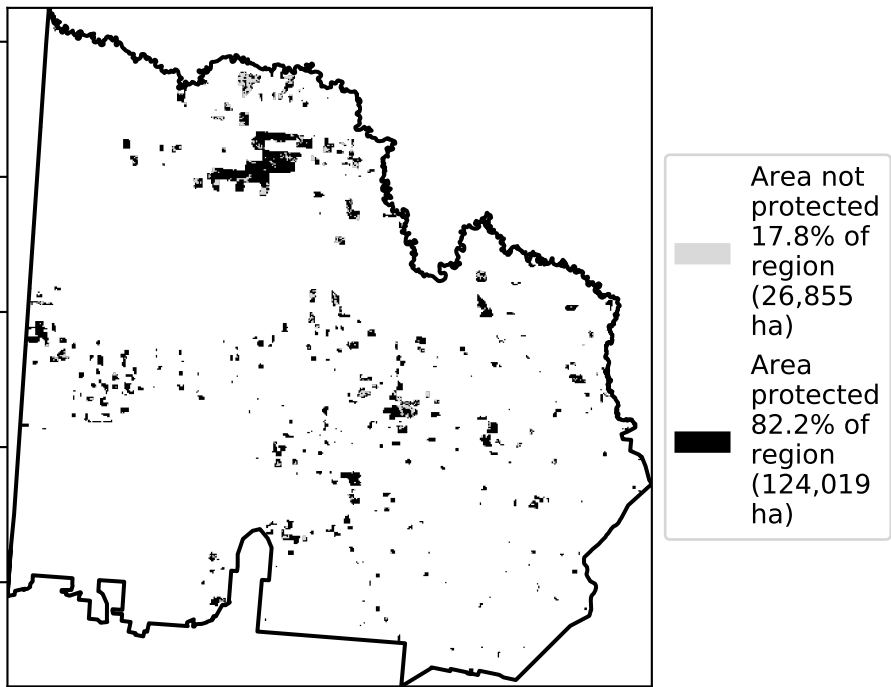 Area not
protected
17.8% of
region
(26,855
ha)
Area
protected
82.2% of
region
(124,019
ha)